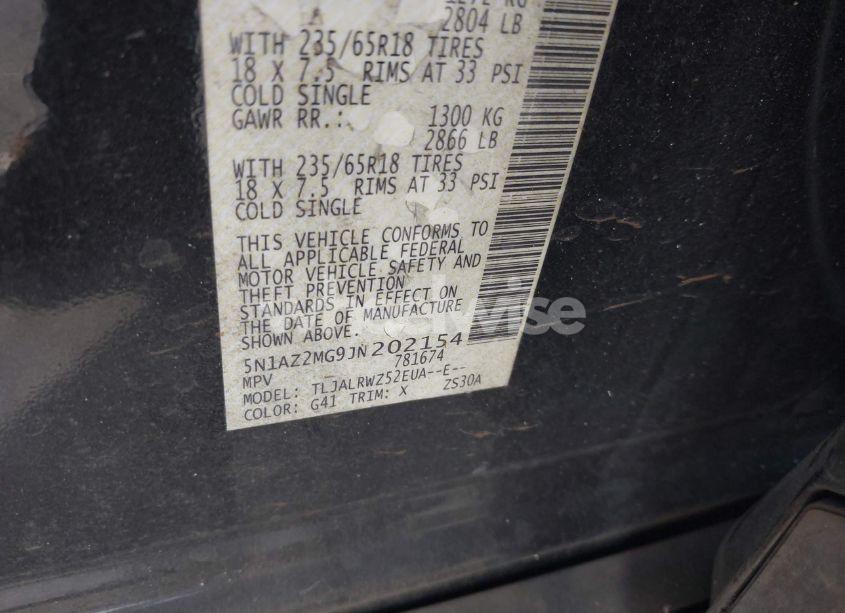 2804 LB
WITH 235/65R18 TIRES
18 X 7.5 RIMS AT 33 PSI
COLD SINGLE
GAWR RR.: 1300 KG
2866 LB
WITH 235/65R18 TIRES
18 X 7.5 RIMS AT 33 PSI
COLD SINGLE
THIS VEHICLE CONFORMS TO
ALL APPLICABLE FEDERAL
MOTOR VEHICLE SAFETY AND
THEFT PREVENTION
STANDARDS IN EFFECT ON
THE DATE OF MANUFACTURE
SHOWN ABOVE.
5N1AZ2MG9JN202154
MPV 781674
MODEL: TLJALRWZ52EUA--E--
COLOR: G41 TRIM: X ZS30A